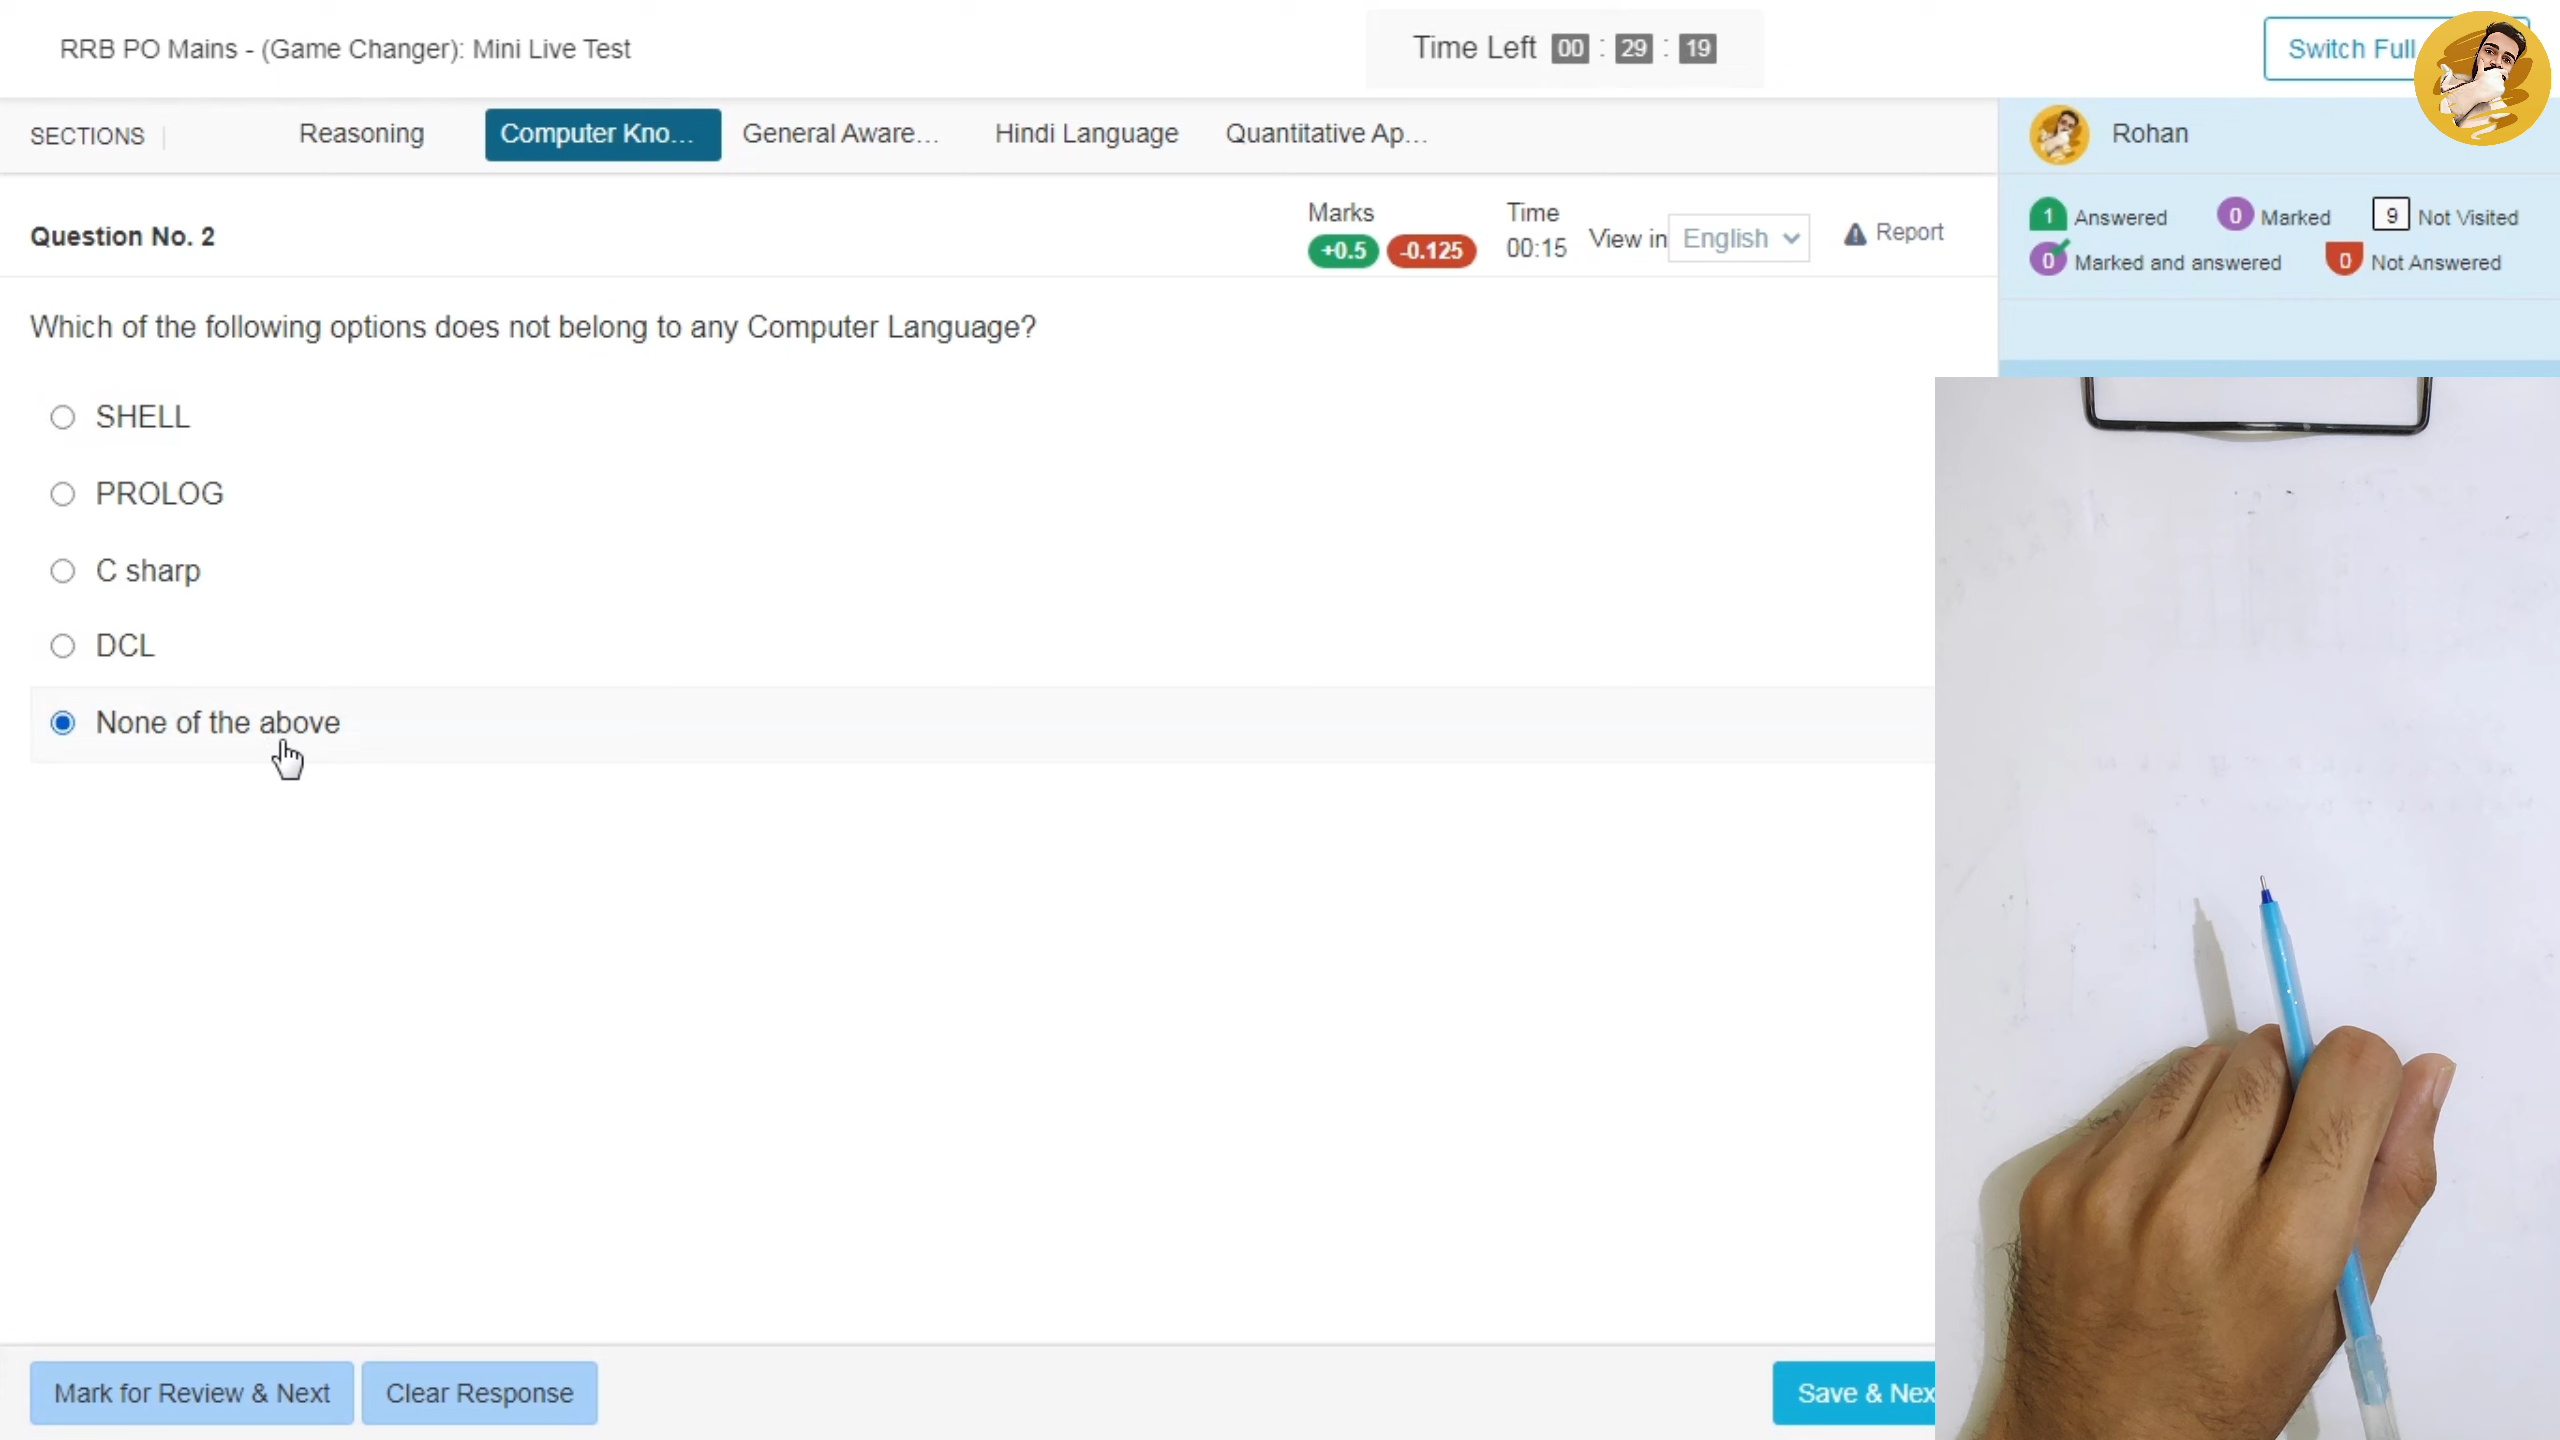 RRB PO Mains - (Game Changer): Mini Live Test
Time Left 00 : 29 : 19
Switch Full
SECTIONS
Reasoning
Computer Kno...
General Aware...
Hindi Language
Quantitative Ap...
Rohan
1 Answered
0 Marked
9 Not Visited
0 Marked and answered
0 Not Answered
Question No. 2
Marks
+0.5 -0.125
Time
00:15
View in English
Report
Which of the following options does not belong to any Computer Language?
SHELL
PROLOG
C sharp
DCL
None of the above
Mark for Review & Next
Clear Response
Save & Nex